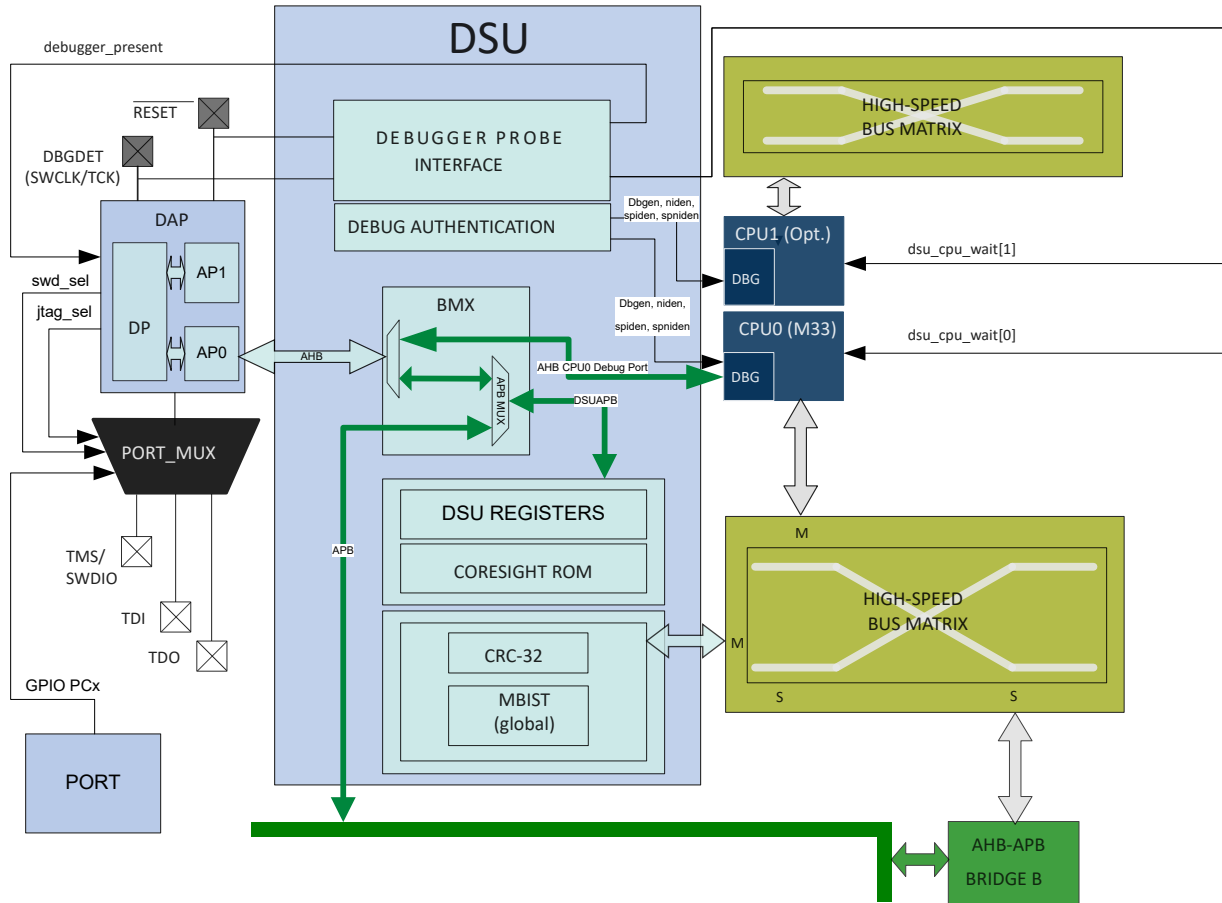 DSU
debugger_present
RESET
DBGDET
(SWCLK/TCK)
DEBUGGER PROBE
INTERFACE
DEBUG AUTHENTICATION
Dbgen, niden,
spiden, spniden
Dbgen, niden,
spiden, spniden
HIGH-SPEED
BUS MATRIX
CPU1 (Opt.)
DBG
dsu_cpu_wait[1]
CPU0 (M33)
DBG
dsu_cpu_wait[0]
DAP
swd_sel
jtag_sel
DP
AP1
AP0
AHB
BMX
AHB CPU0 Debug Port
APB MUX
DSUAPB
PORT_MUX
TMS/
SWDIO
TDI
TDO
GPIO PCx
PORT
APB
DSU REGISTERS
CORESIGHT ROM
CRC-32
MBIST
(global)
M
HIGH-SPEED
BUS MATRIX
M
S
S
AHB-APB
BRIDGE B